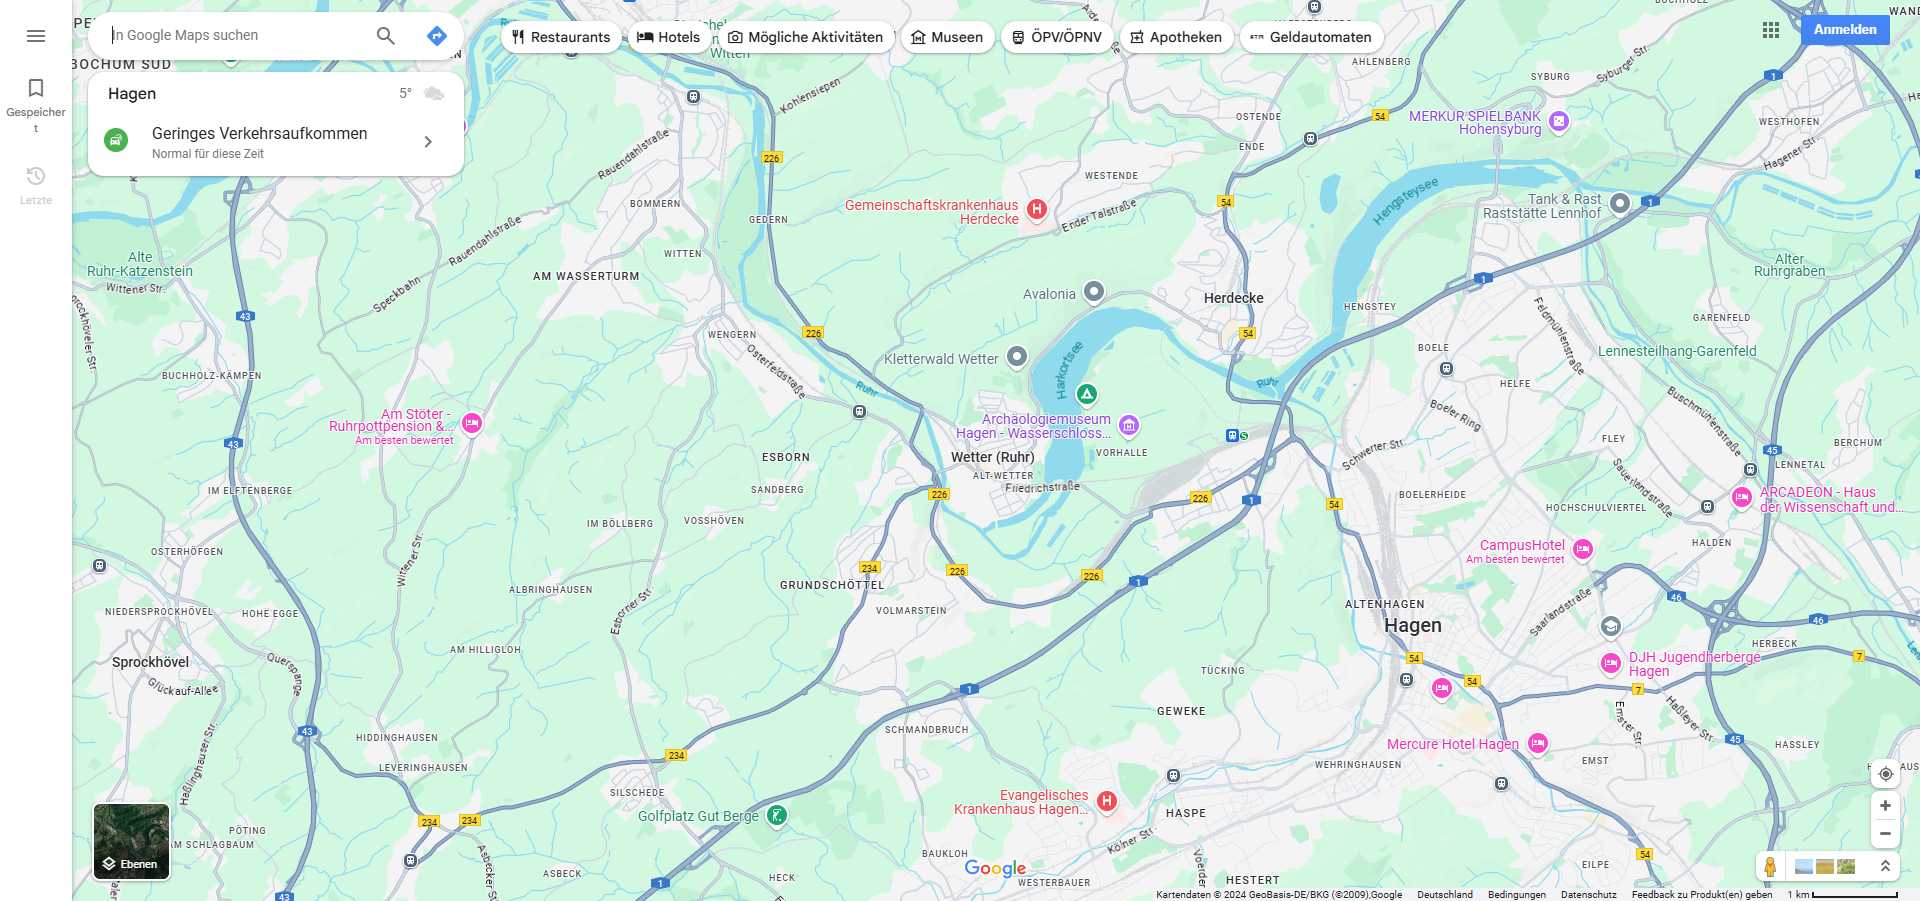 In Google Maps suchen
Restaurants
Hotels
Mögliche Aktivitäten
Museen
ÖPV/ÖPNV
Apotheken
Geldautomaten
Anmelden
Gespeicher
t
Letzte
BOCHUM SÜD
Hagen
5°
Geringes Verkehrsaufkommen
Normal für diese Zeit
Witten
Kohlensiepen
AHLENBERG
SYBURG
Syburger Str.
1
54
MERKUR SPIELBANK
Hohensyburg
OSTENDE
WESTHOFEN
Hagener Str.
ENDE
226
Rauendahlstraße
WESTENDE
BOMMERN
GEDERN
Gemeinschaftskrankenhaus
Herdecke
Ender Talstraße
54
Hengsteysee
Tank & Rast
Raststätte Lennhof
1
Rauendahlstraße
WITTEN
Alte
Ruhr-Katzenstein
Wittener Str.
AM WASSERTURM
Speckbahn
Alter
Ruhrgraben
1
Avalonia
Herdecke
HENGSTEY
GARENFELD
Feldmühlenstraße
43
226
WENGERN
54
Kletterwald Wetter
Harkortsee
BOELE
Lennesteilhang-Garenfeld
Osterfeldstraße
Ruhr
Ruhr
BUCHHOLZ-KÄMPEN
HELFE
Buschmühlenstraße
Boeler Ring
Am Stöter -
Ruhrpottpension &...
Am besten bewertet
Archäologiemuseum
Hagen - Wasserschloss...
VORHALLE
43
FLEY
BERCHUM
45
LENNETAL
Schwerter Str.
ESBORN
Wetter (Ruhr)
ALT-WETTER
Friedrichstraße
Sauerlandstraße
IM ELFTENBERGE
SANDBERG
226
226
1
54
BOELERHEIDE
HOCHSCHULVIERTEL
ARCADEON - Haus
der Wissenschaft und...
IM BÖLLBERG
VOSSHÖVEN
OSTERHÖFGEN
CampusHotel
Am besten bewertet
HALDEN
Wittener Str.
234
226
226
1
ALBRINGHAUSEN
GRUNDSCHÖTTEL
NIEDERSPROCKHÖVEL
HOHE EGGE
Esborner Str.
VOLMARSTEIN
ALTENHAGEN
Hagen
Saarlandstraße
46
46
HERBECK
AM HILLIGLOH
Sprockhövel
Querspange
54
7
TÜCKING
DJH Jugendherberge
Hagen
Glückauf-Allee
1
54
7
Haßleyer Str.
Emster Str.
GEWEKE
43
SCHMANDBRUCH
HIDDINGHAUSEN
Haßlinghauser Str.
45
HASSLEY
Mercure Hotel Hagen
234
LEVERINGHAUSEN
WEHRINGHAUSEN
EMST
SILSCHEDE
Evangelisches
Krankenhaus Hagen...
HASPE
Golfplatz Gut Berge
234
234
PÖTING
AM SCHLAGBAUM
Kölner Str.
Ebenen
BAUKLOH
Google
54
EILPE
Asbecker Str.
ASBECK
HECK
WESTERBAUER
HESTERT
1
43
Kartendaten © 2024 GeoBasis-DE/BKG (©2009),Google
Deutschland
Bedingungen
Datenschutz
Feedback zu Produkt(en) geben
1 km